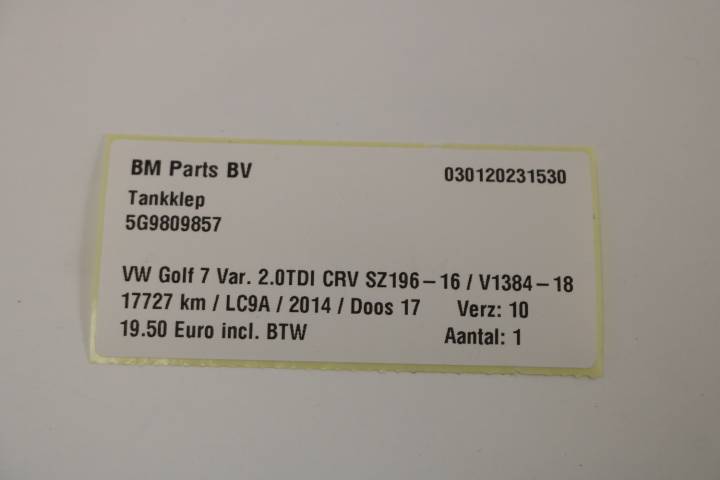 BM Parts BV 030120231530
Tankklep
5G9809857
VW Golf 7 Var. 2.0TDI CRV SZ196-16 / V1384-18
17727 km / LC9A / 2014 / Doos 17 Verz: 10
19.50 Euro incl. BTW Aantal: 1